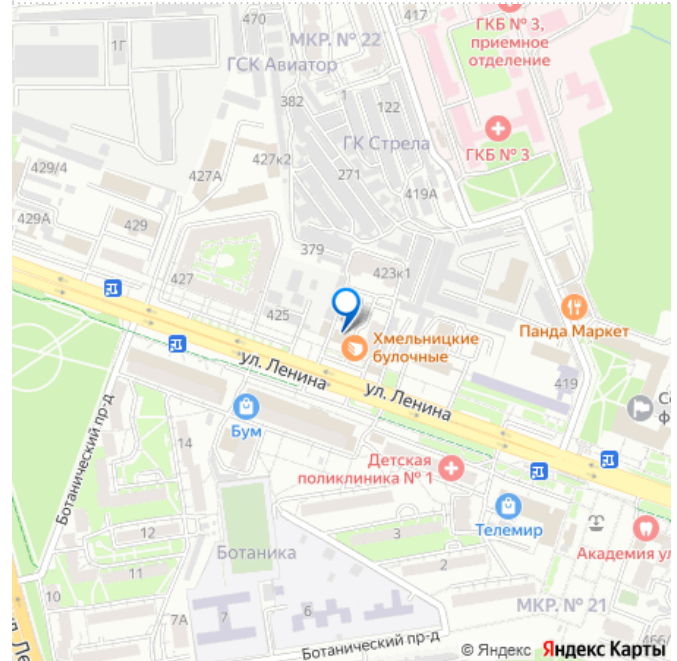 470
417
ГКБ № 3,
приемное
отделение
1Г
МКР. № 22
ГСК Авиатор
382
1
122
ГКБ № 3
ГК Стрела
427к2
429/4
427А
271
419А
429А
429
379
427
423к1
425
Панда Маркет
Хмельницкие
булочные
ул. Ленина
ул. Ленина
419
Бум
Ботанический пр-д
14
Детская
поликлиника № 1
Телемир
12
3
Ботаника
Академия ул
11
2
10
7А
7
6
МКР. № 21
Ботанический пр-д
© Яндекс Яндекс Карты